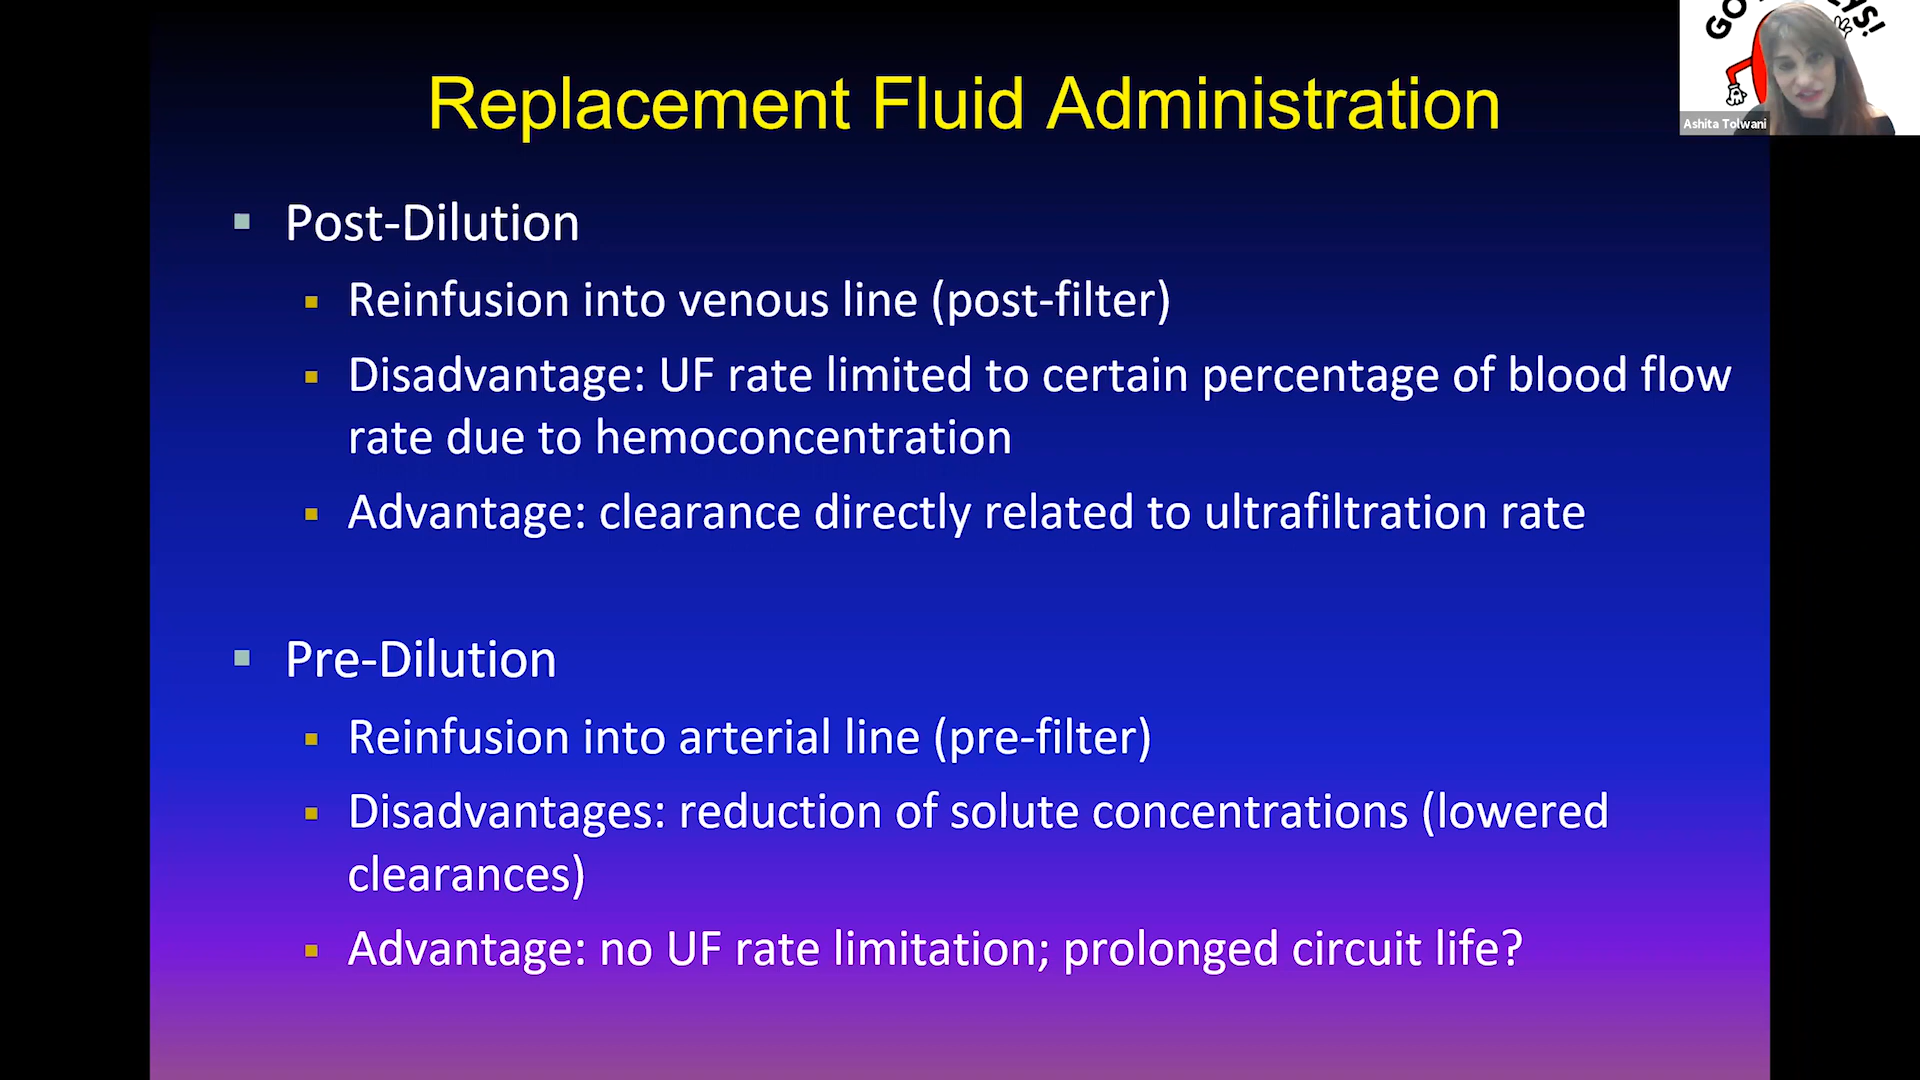 Replacement Fluid Administration
Ashita Tolwani
Post-Dilution
Reinfusion into venous line (post-filter)
Disadvantage: UF rate limited to certain percentage of blood flow
rate due to hemoconcentration
Advantage: clearance directly related to ultrafiltration rate
Pre-Dilution
Reinfusion into arterial line (pre-filter)
Disadvantages: reduction of solute concentrations (lowered
clearances)
Advantage: no UF rate limitation; prolonged circuit life?